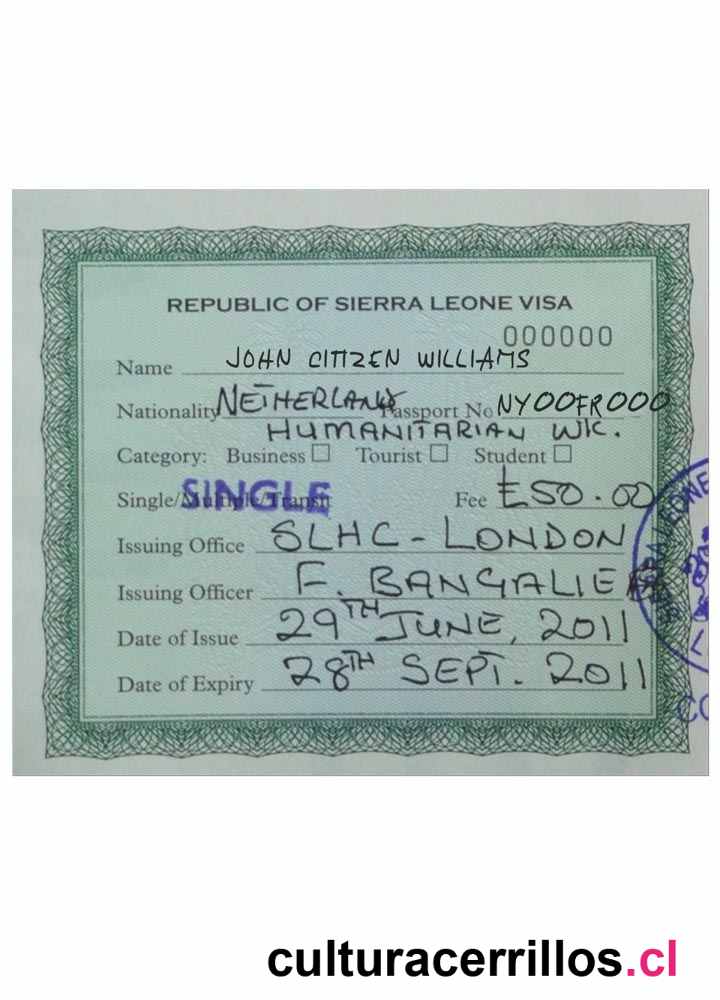 REPUBLIC OF SIERRA LEONE VISA
000000
Name JOHN CITIZEN WILLIAMS
Nationality NETHERLANDS Passport No NY00FR000
HUMANITARIAN WK.
Category: Business Tourist Student
Single/Multiple/Transit SINGLE Fee £50.00
Issuing Office SLHC - LONDON
Issuing Officer F. BANGALIE
Date of Issue 29TH JUNE, 2011
Date of Expiry 28TH SEPT. 2011
LEONE
culturacerrillos.cl